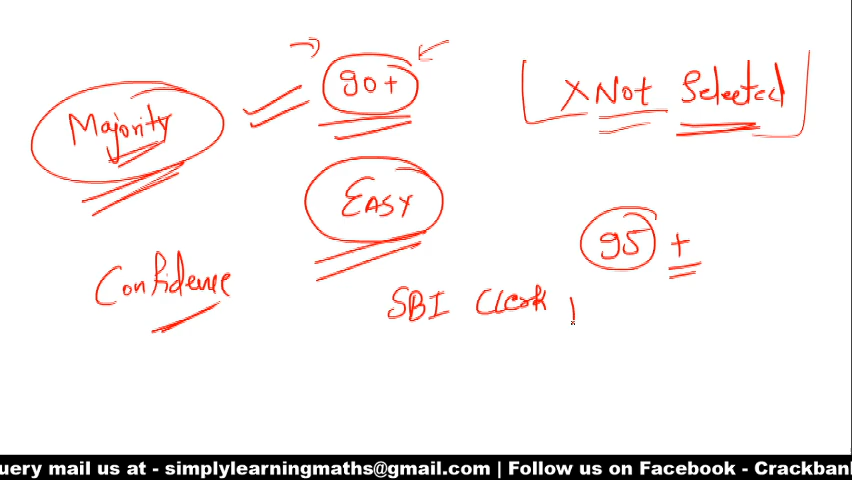 90+
X Not Selected
Majority
EASY
95 +
Confidence
SBI Clerk
query mail us at - simplylearningmaths@gmail.com | Follow us on Facebook - Crackbank